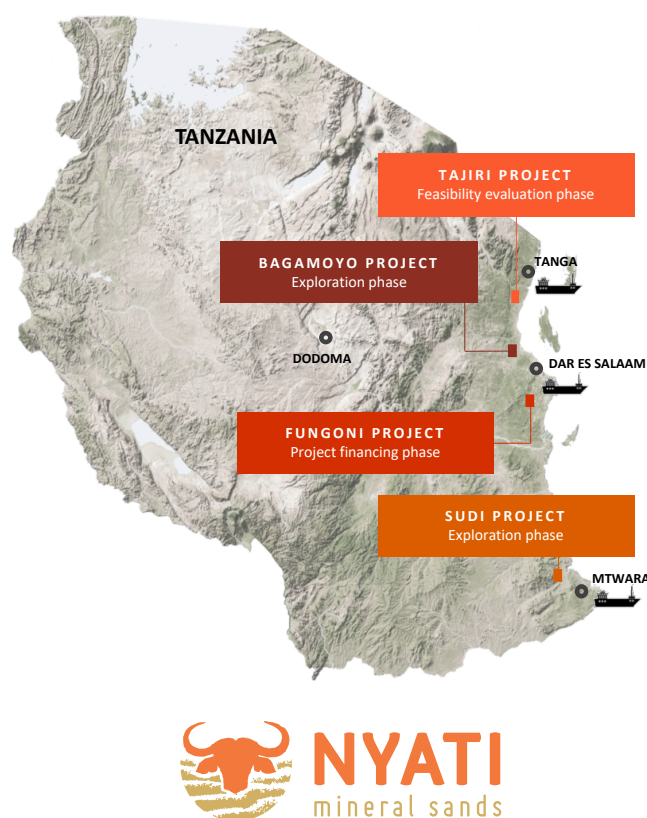 TANZANIA
TAJIRI PROJECT
Feasibility evaluation phase
BAGAMOYO PROJECT
Exploration phase
TANGA
DODOMA
DAR ES SALAAM
FUNGONI PROJECT
Project financing phase
SUDI PROJECT
Exploration phase
MTWARA
NYATI
mineral sands